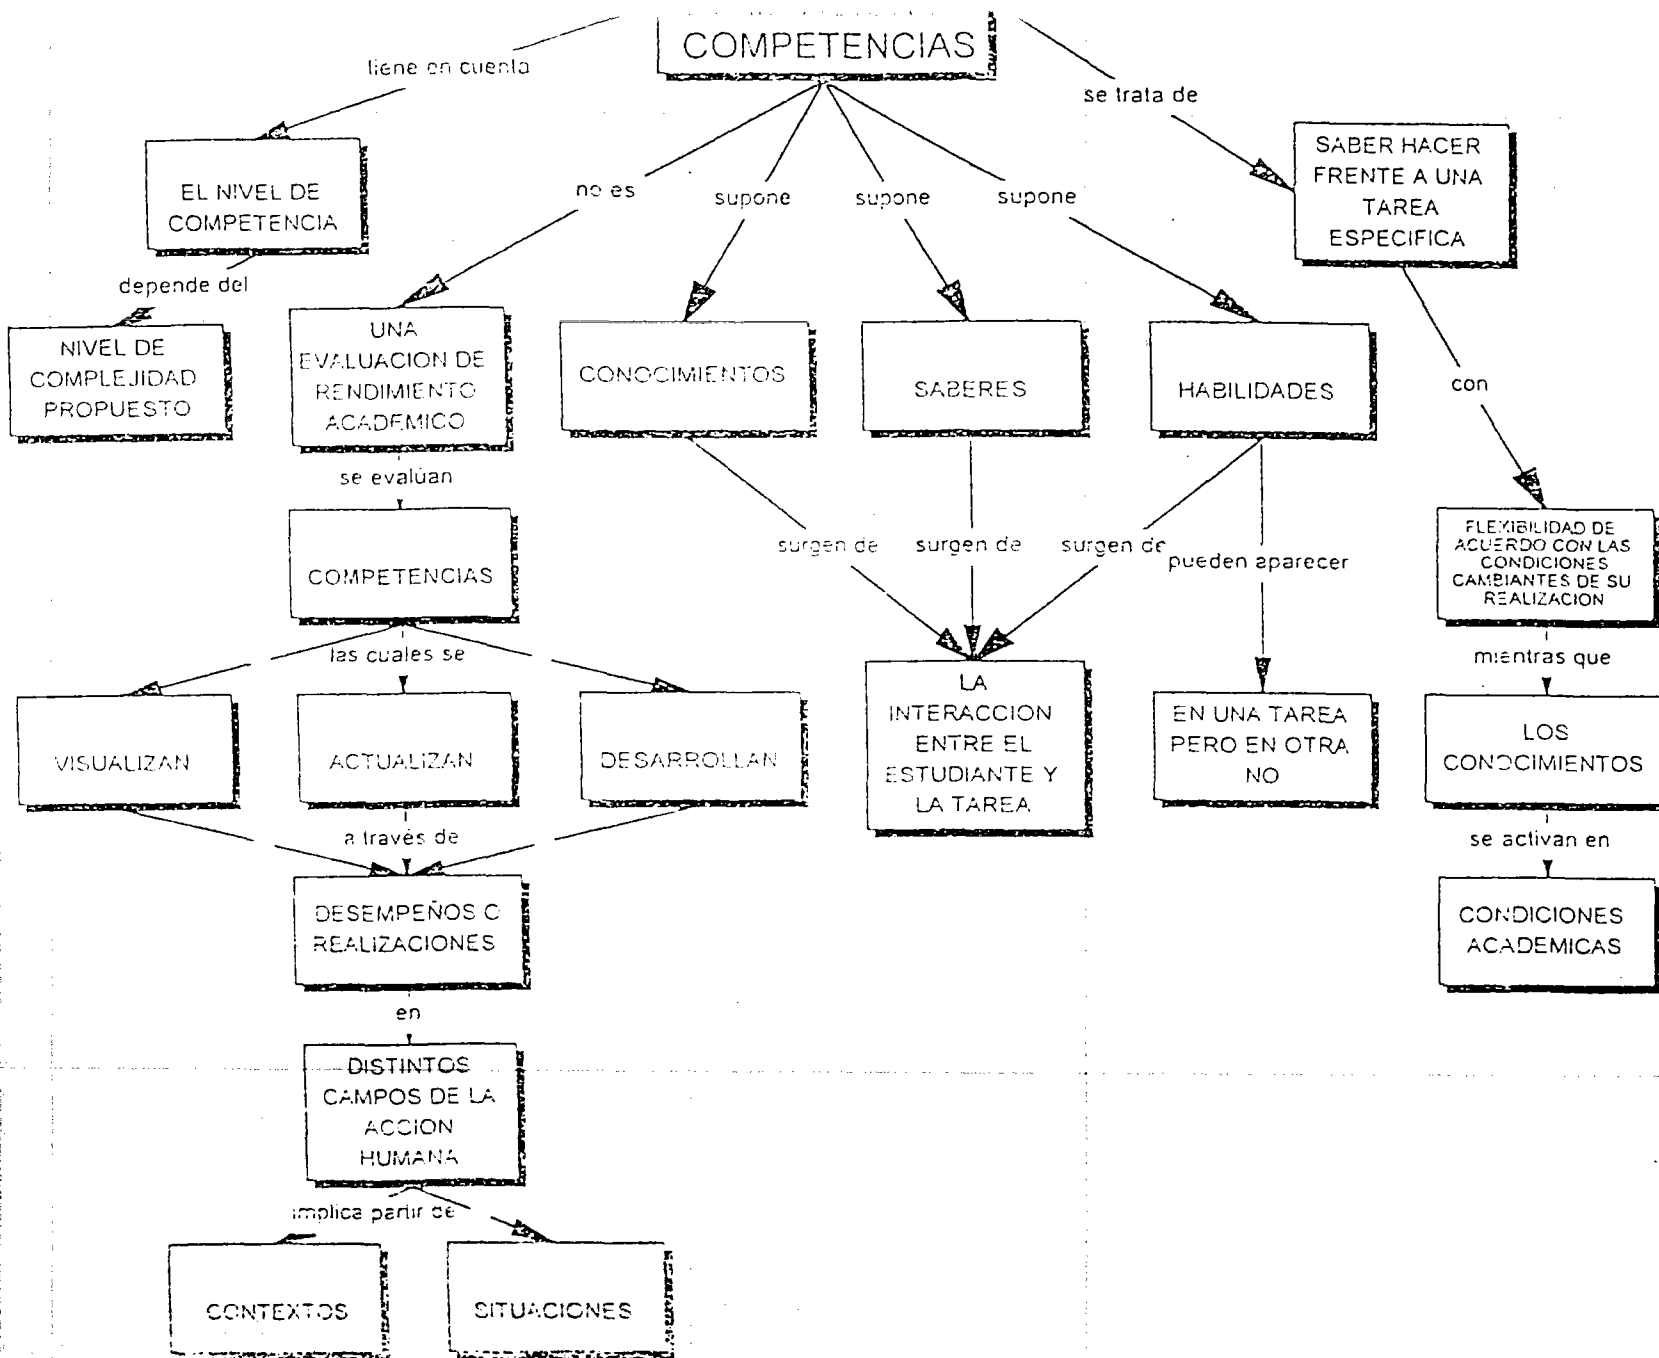 COMPETENCIAS
tiene en cuenta
se trata de
EL NIVEL DE
COMPETENCIA
no es
supone
supone
supone
SABER HACER
FRENTE A UNA
TAREA
ESPECIFICA
depende del
NIVEL DE
COMPLEJIDAD
PROPUESTO
UNA
EVALUACION DE
RENDIMIENTO
ACADEMICO
CONOCIMIENTOS
SABERES
HABILIDADES
con
se evalúan
COMPETENCIAS
surgen de
surgen de
surgen de
pueden aparecer
FLEXIBILIDAD DE
ACUERDO CON LAS
CONDICIONES
CAMBIANTES DE SU
REALIZACION
las cuales se
mientras que
VISUALIZAN
ACTUALIZAN
DESARROLLAN
LA
INTERACCION
ENTRE EL
ESTUDIANTE Y
LA TAREA
EN UNA TAREA
PERO EN OTRA
NO
LOS
CONOCIMIENTOS
a través de
se activan en
DESEMPEÑOS O
REALIZACIONES
CONDICIONES
ACADEMICAS
en
DISTINTOS
CAMPOS DE LA
ACCION
HUMANA
implica partir de
CONTEXTOS
SITUACIONES